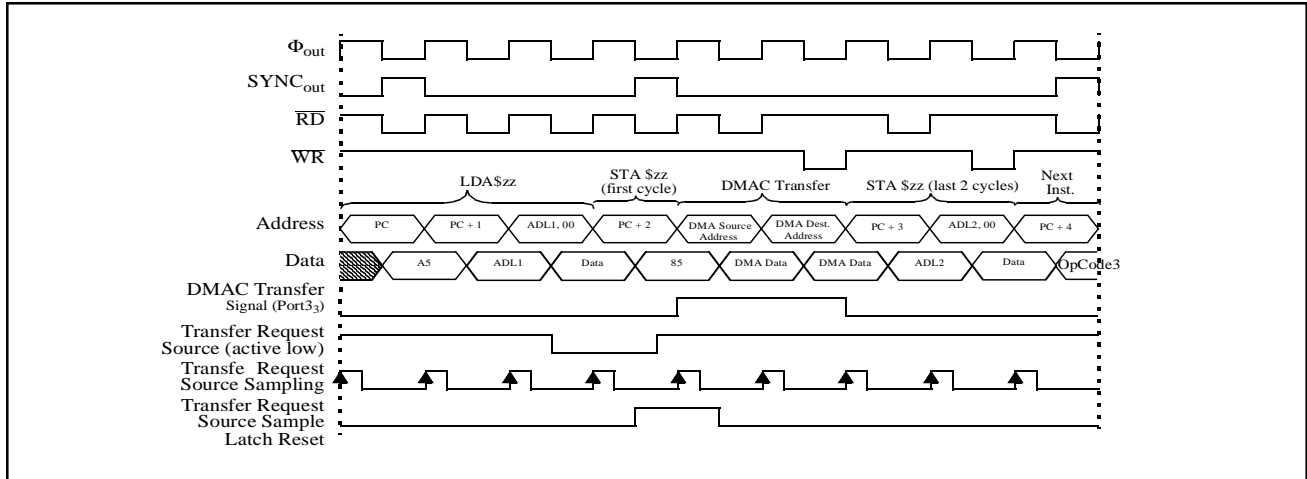 Φout
SYNCout
RD
WR
LDA$zz
STA $zz
(first cycle)
DMAC Transfer
STA $zz (last 2 cycles)
Next
Inst.
Address
PC
PC + 1
ADL1, 00
PC + 2
DMA Source
Address
DMA Dest.
Address
PC + 3
ADL2, 00
PC + 4
Data
A5
ADL1
Data
85
DMA Data
DMA Data
ADL2
Data
OpCode3
DMAC Transfer
Signal (Port33)
Transfer Request
Source (active low)
Transfe Request
Source Sampling
Transfer Request
Source Sample
Latch Reset